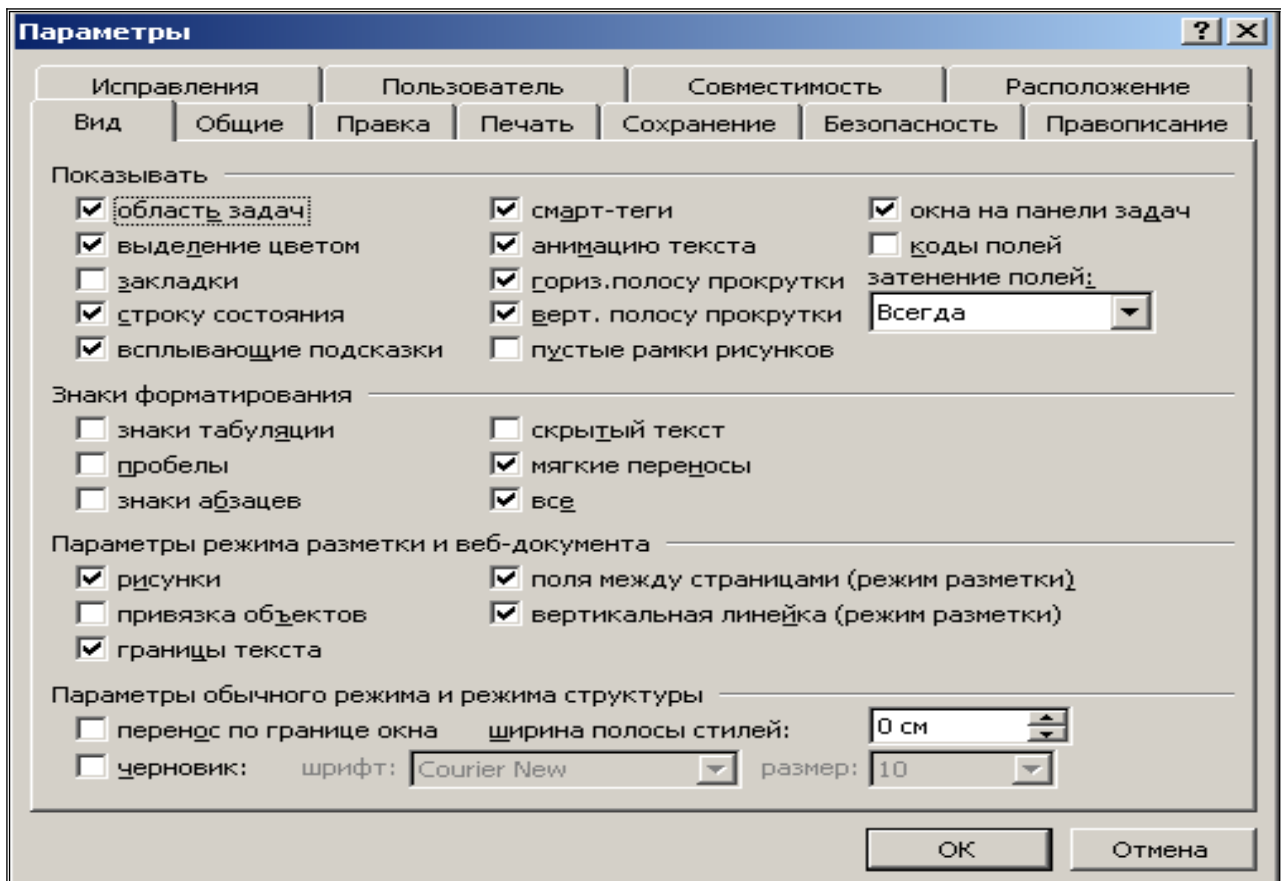 Параметры
Исправления Пользователь Совместимость Расположение
Вид Общие Правка Печать Сохранение Безопасность Правописание
Показывать
область задач смарт-теги окна на панели задач
выделение цветом анимацию текста коды полей
закладки гориз.полосу прокрутки затенение полей:
строку состояния верт. полосу прокрутки Всегда
всплывающие подсказки пустые рамки рисунков
Знаки форматирования
знаки табуляции скрытый текст
пробелы мягкие переносы
знаки абзацев все
Параметры режима разметки и веб-документа
рисунки поля между страницами (режим разметки)
привязка объектов вертикальная линейка (режим разметки)
границы текста
Параметры обычного режима и режима структуры
перенос по границе окна ширина полосы стилей: 0 см
черновик: шрифт: Courier New размер: 10
ОК Отмена